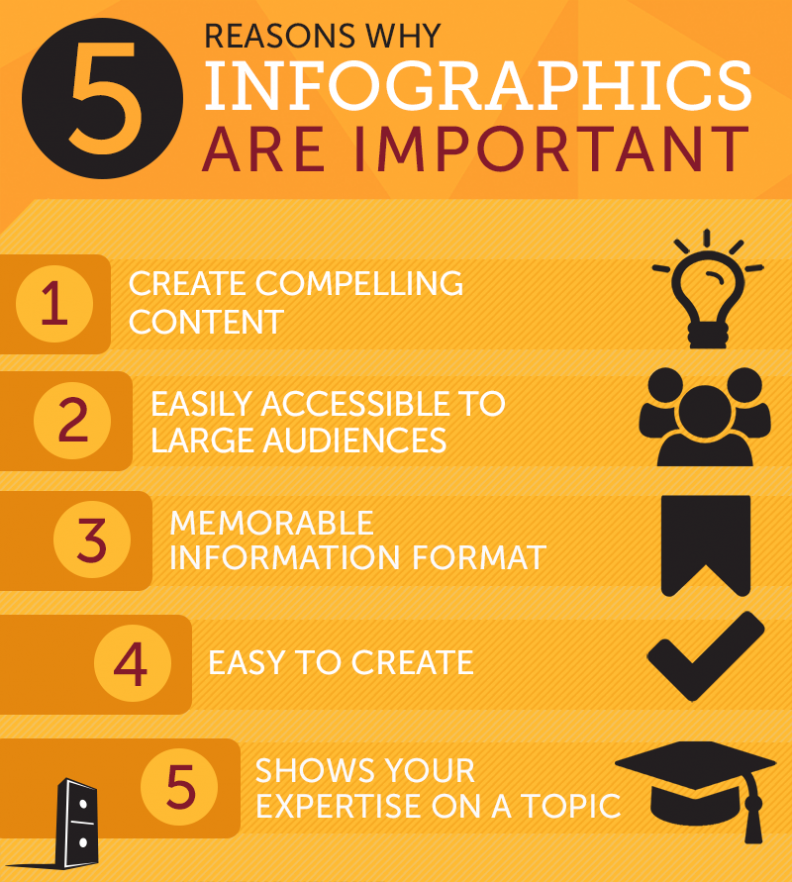 5
REASONS WHY
INFOGRAPHICS
ARE IMPORTANT
1
CREATE COMPELLING
CONTENT
2
EASILY ACCESSIBLE TO
LARGE AUDIENCES
3
MEMORABLE
INFORMATION FORMAT
4
EASY TO CREATE
5
SHOWS YOUR
EXPERTISE ON A TOPIC